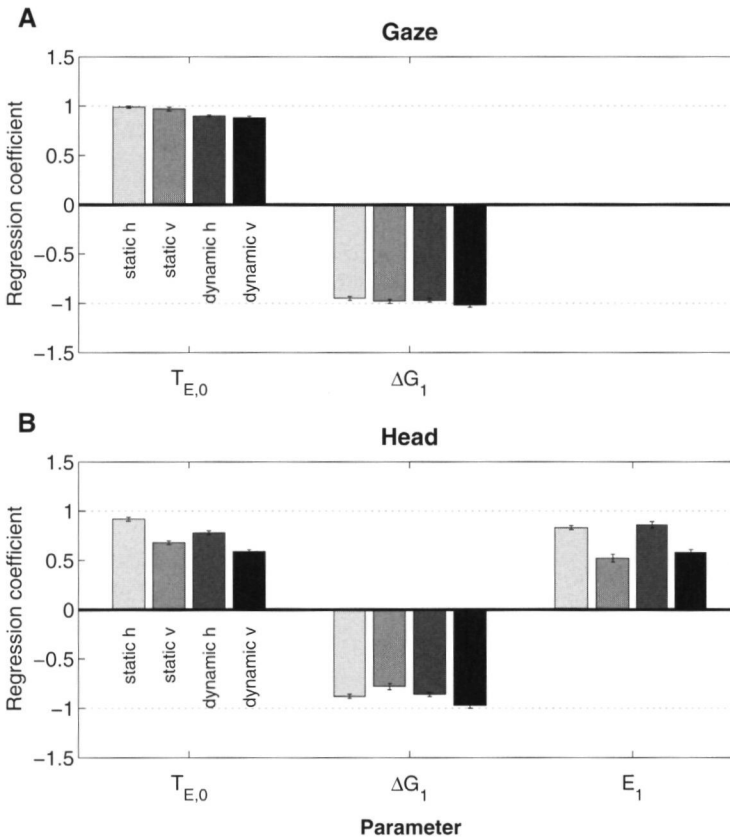 A
Gaze
1.5
1
0.5
0
−0.5
−1
−1.5
Regression coefficient
static h
static v
dynamic h
dynamic v
T_E,0
ΔG_1
B
Head
1.5
1
0.5
0
−0.5
−1
−1.5
Regression coefficient
static h
static v
dynamic h
dynamic v
T_E,0
ΔG_1
E_1
Parameter